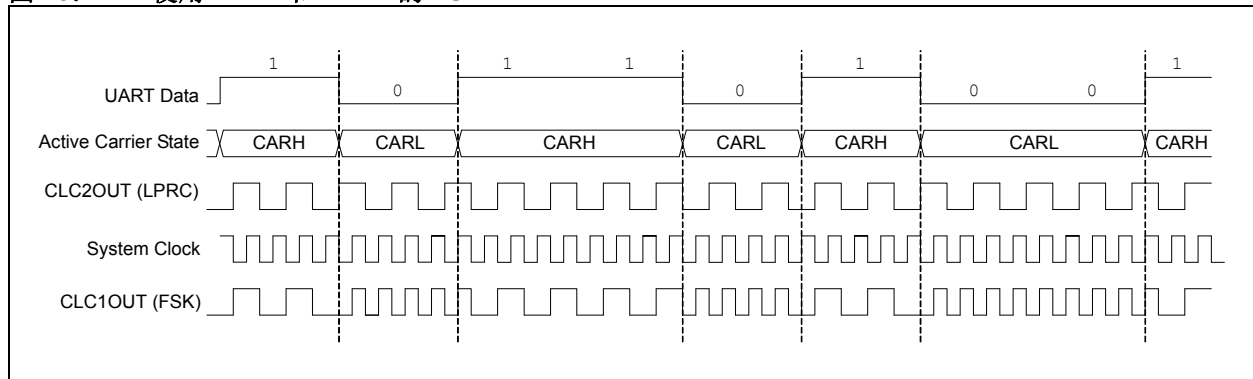 1 1 1 1 1
UART Data
0 0 0 0
Active Carrier State CARH CARL CARH CARL CARH CARL CARH
CLC2OUT (LPRC)
System Clock
CLC1OUT (FSK)